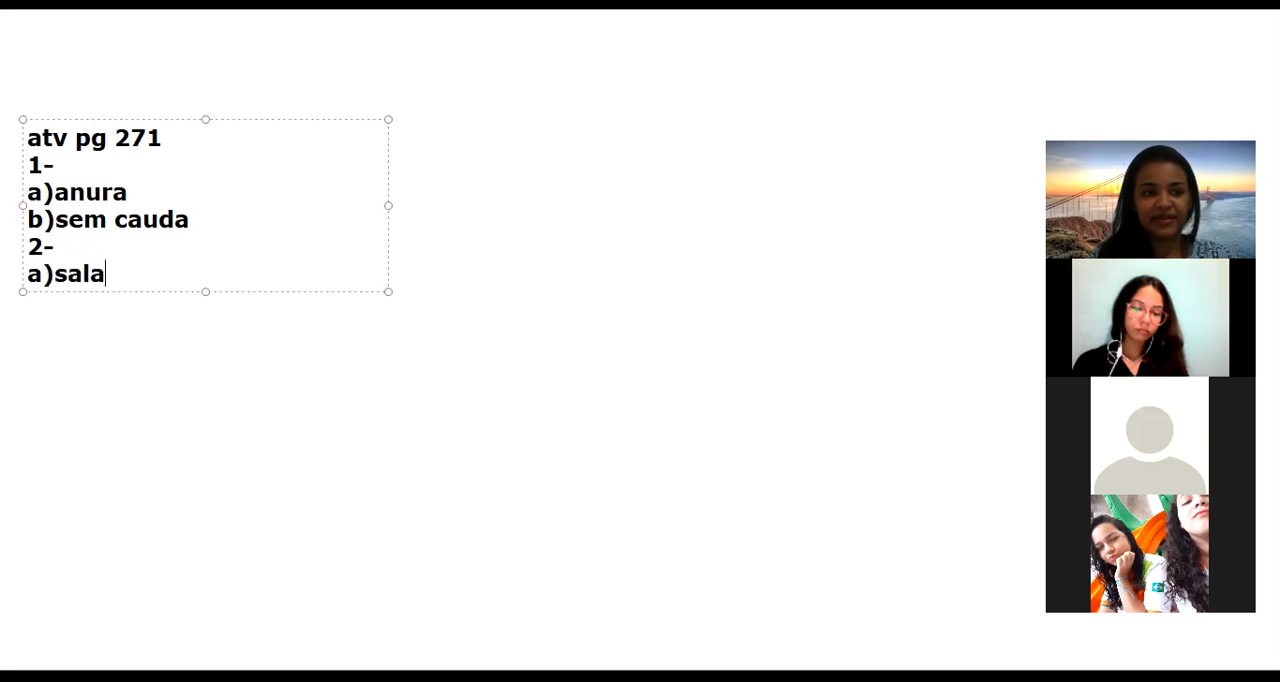 atv pg 271
1-
a)anura
b)sem cauda
2-
a)sala